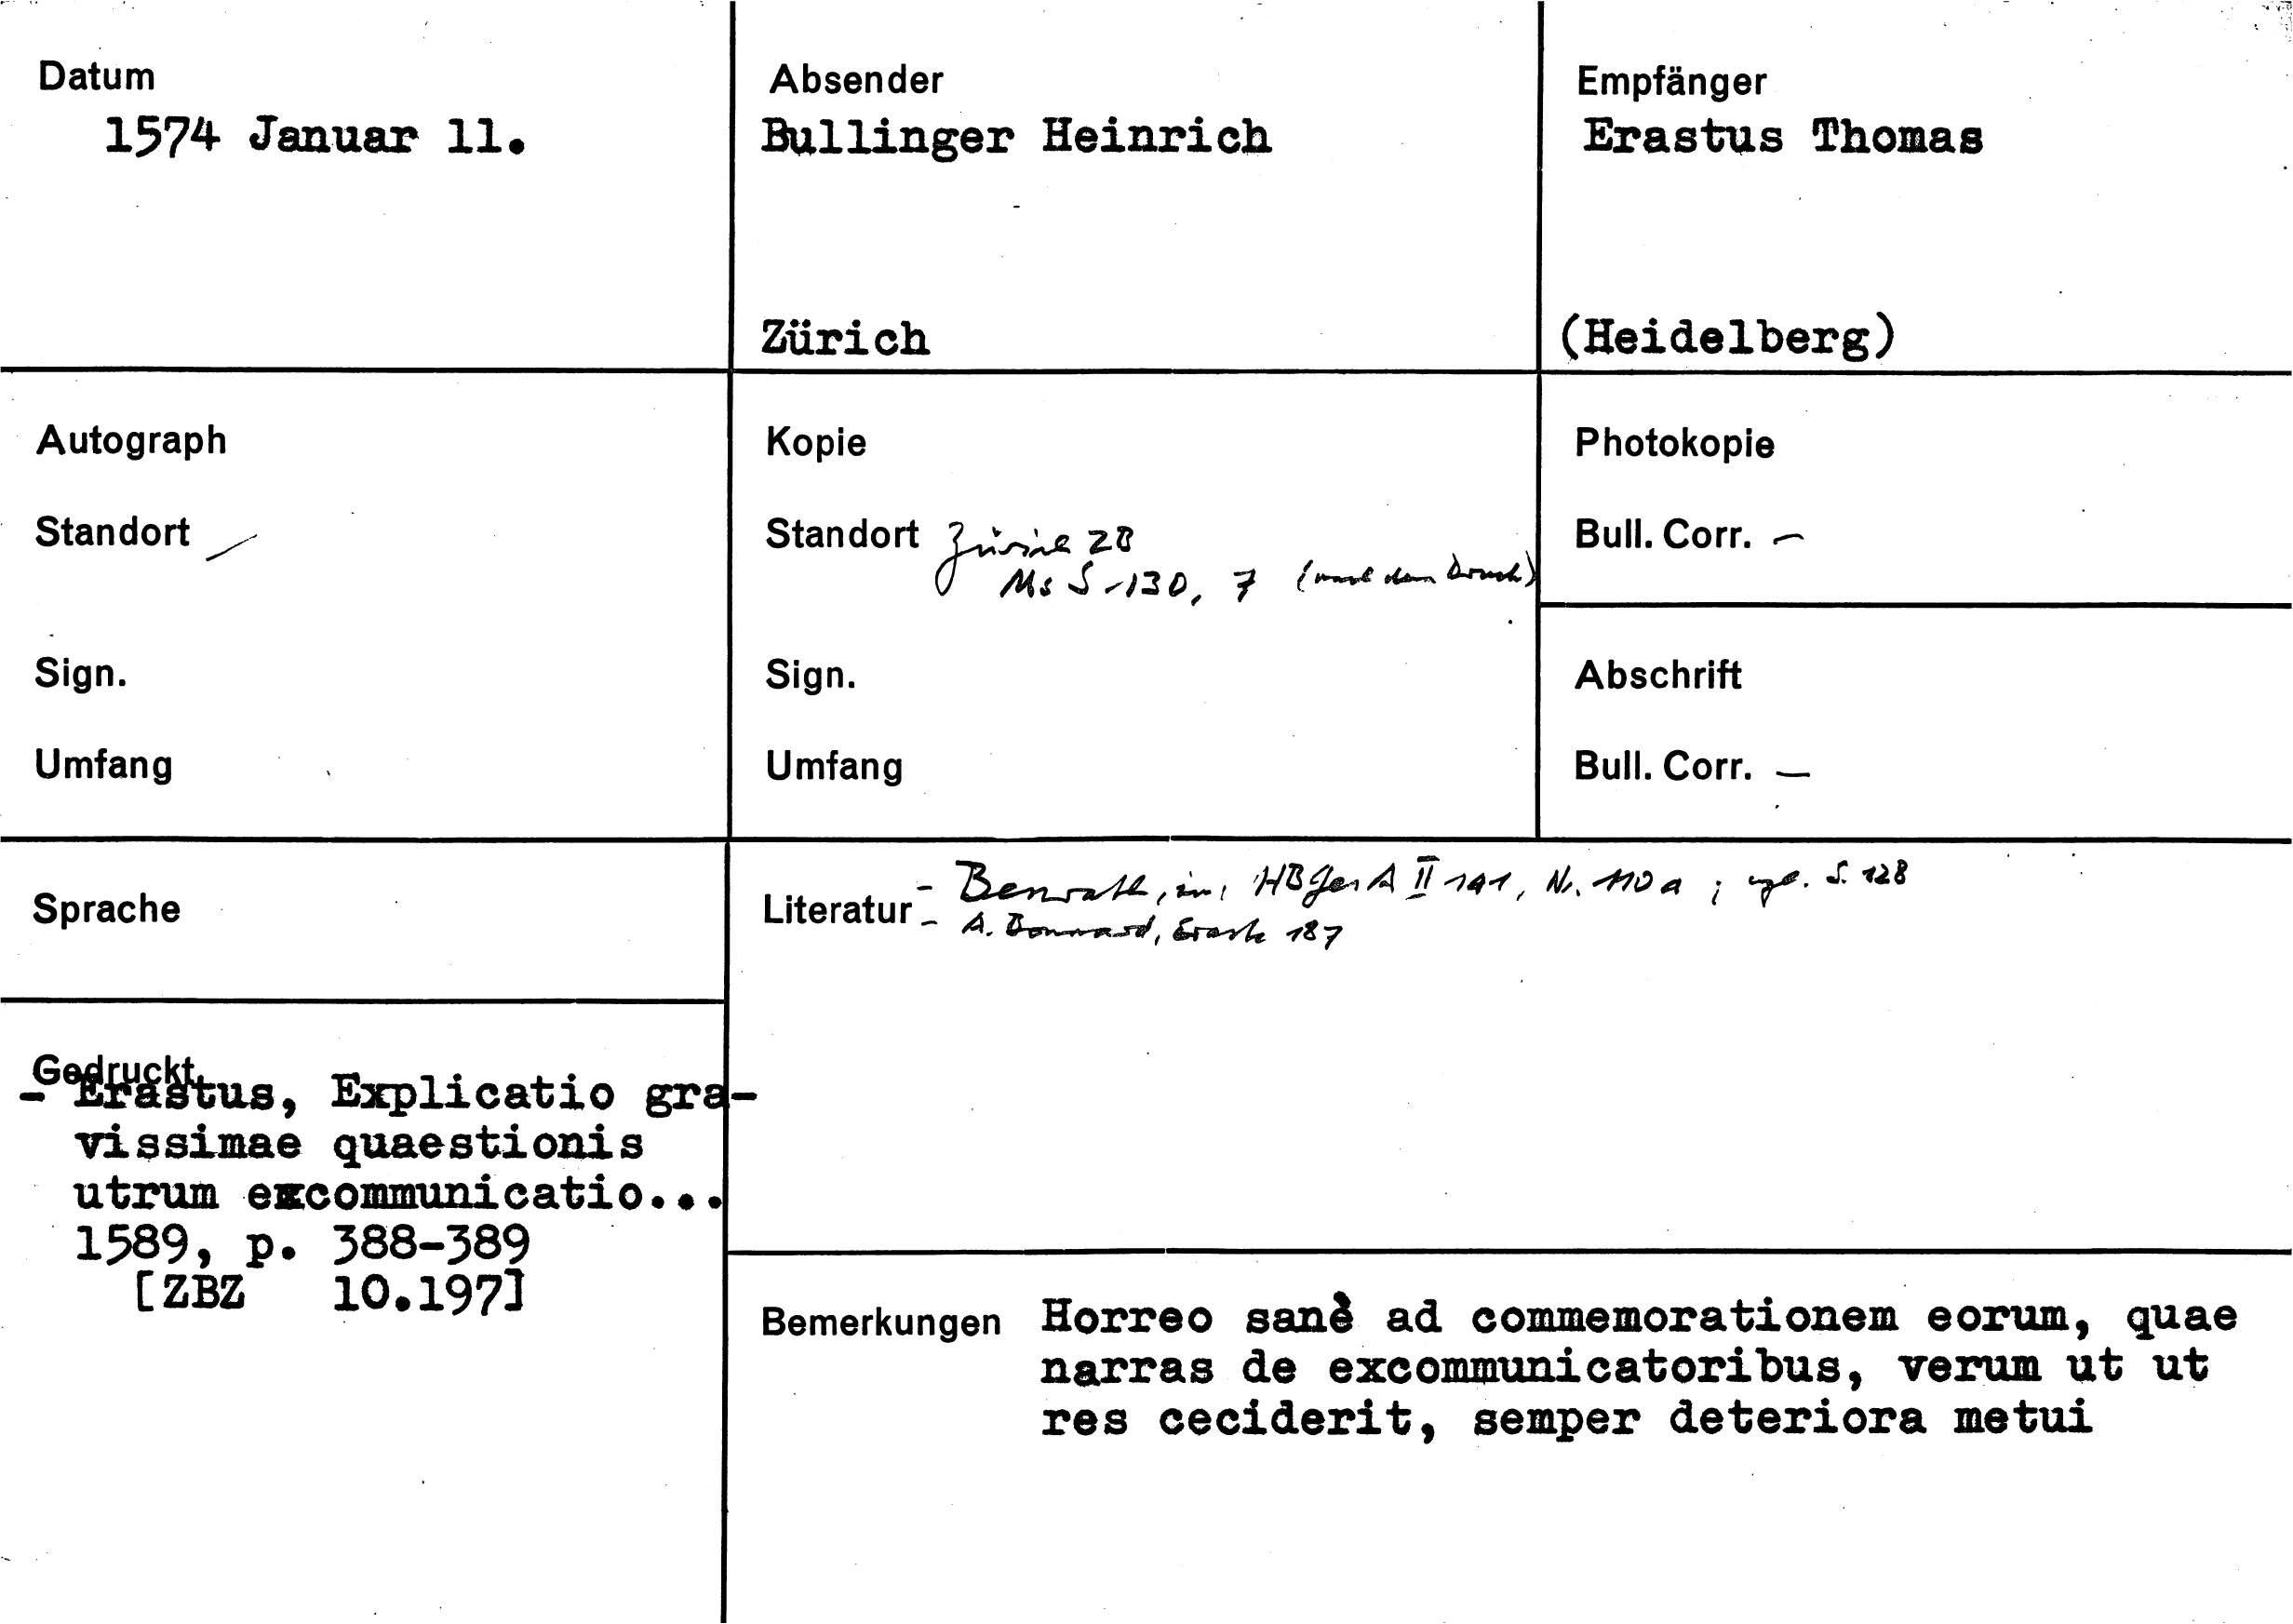 Datum
1574 Januar 11.
Absender
Bullinger Heinrich
Zürich
Empfänger
Erastus Thomas
(Heidelberg)
Autograph
Standort /
Sign.
Umfang
Kopie
Standort Zürich ZB
Ms S 130, 7 (nach dem Druck)
Sign.
Umfang
Photokopie
Bull. Corr. —
Abschrift
Bull. Corr. —
Sprache
Literatur - Benrath, in: HBGesA II 141, Nr. 110a ; vgl. S. 128
- A. Bonnard, Eraste 187
Gedruckt
- Erastus, Explicatio gra-
vissimae quaestionis
utrum excommunicatio...
1589, p. 388-389
[ZBZ 10.197]
Bemerkungen Horreo sanè ad commemorationem eorum, quae
narras de excommunicatoribus, verum ut ut
res ceciderit, semper deteriora metui